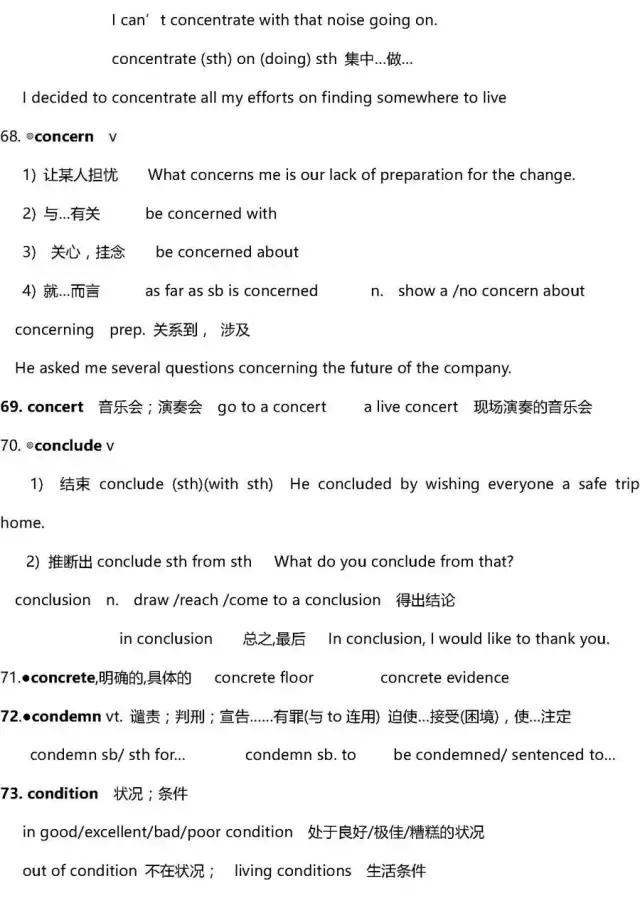 I can't concentrate with that noise going on.
concentrate (sth) on (doing) sth 集中…做…
I decided to concentrate all my efforts on finding somewhere to live
68. ◎concern v
1) 让某人担忧 What concerns me is our lack of preparation for the change.
2) 与…有关 be concerned with
3) 关心，挂念 be concerned about
4) 就…而言 as far as sb is concerned n. show a /no concern about
concerning prep. 关系到， 涉及
He asked me several questions concerning the future of the company.
69. concert 音乐会；演奏会 go to a concert a live concert 现场演奏的音乐会
70. ◎conclude v
1) 结束 conclude (sth)(with sth) He concluded by wishing everyone a safe trip
home.
2) 推断出 conclude sth from sth What do you conclude from that?
conclusion n. draw /reach /come to a conclusion 得出结论
in conclusion 总之,最后 In conclusion, I would like to thank you.
71.●concrete,明确的,具体的 concrete floor concrete evidence
72.●condemn vt. 谴责；判刑；宣告……有罪(与 to 连用) 迫使…接受(困境)，使…注定
condemn sb/ sth for… condemn sb. to be condemned/ sentenced to…
73. condition 状况；条件
in good/excellent/bad/poor condition 处于良好/极佳/糟糕的状况
out of condition 不在状况； living conditions 生活条件